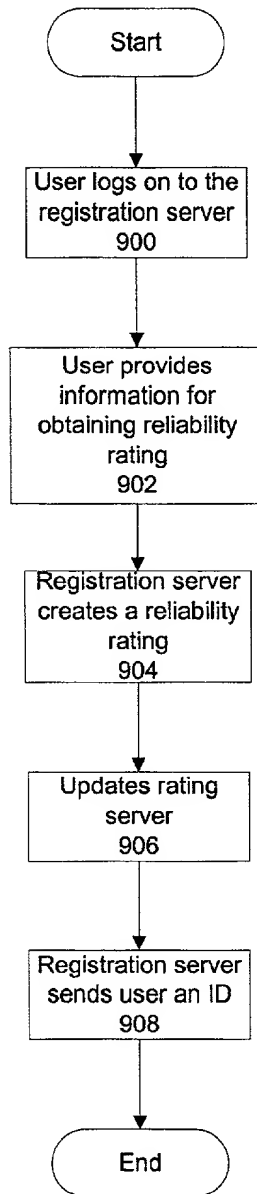 Start
User logs on to the
registration server
900
User provides
information for
obtaining reliability
rating
902
Registration server
creates a reliability
rating
904
Updates rating
server
906
Registration server
sends user an ID
908
End